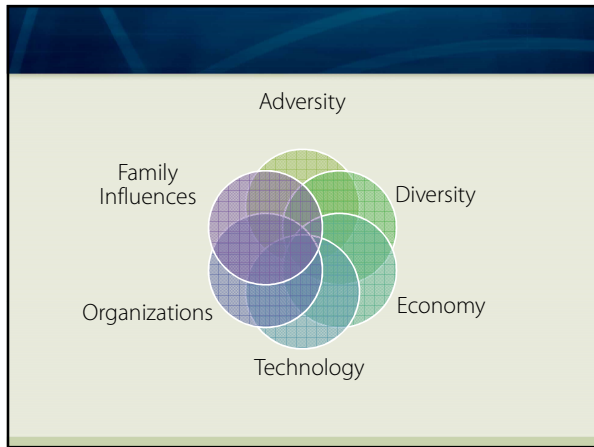 Adversity
Family
Influences
Diversity
Organizations
Economy
Technology